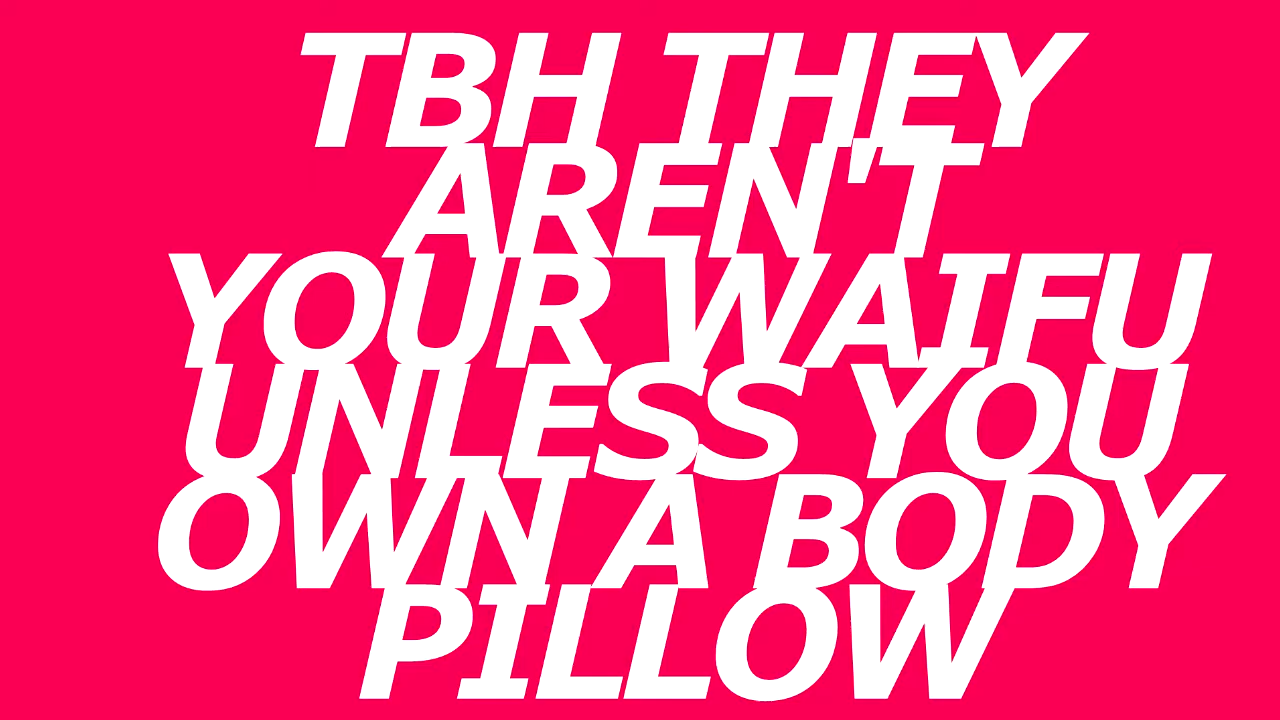 TBH THEY
AREN'T
YOUR WAIFU
UNLESS YOU
OWN A BODY
PILLOW